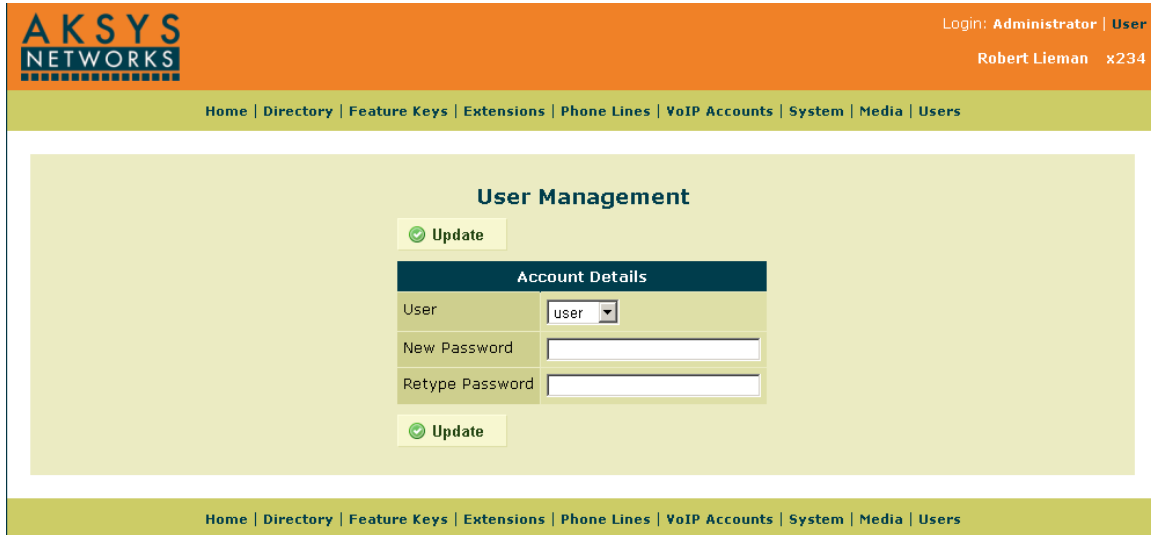 AKSYS
NETWORKS
Login: Administrator | User
Robert Lieman x234
Home | Directory | Feature Keys | Extensions | Phone Lines | VoIP Accounts | System | Media | Users
User Management
Update
Account Details
User user
New Password
Retype Password
Update
Home | Directory | Feature Keys | Extensions | Phone Lines | VoIP Accounts | System | Media | Users